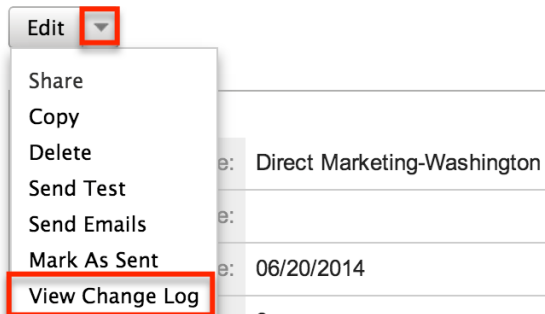 Edit
Share
Copy
Delete
e: Direct Marketing-Washington
Send Test
Send Emails
e:
Mark As Sent
e: 06/20/2014
View Change Log